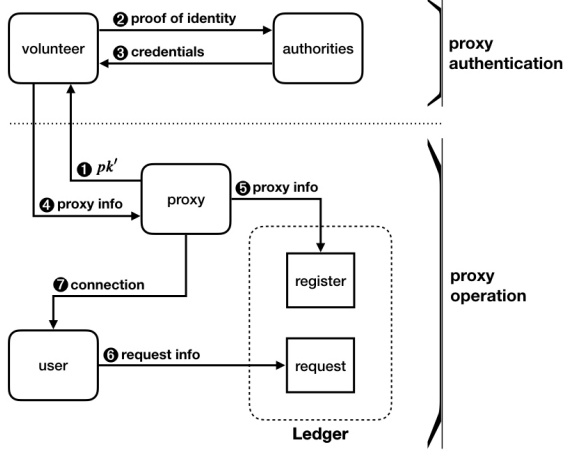 ❷ proof of identity
volunteer
authorities
❸ credentials
proxy
authentication
❶ pk′
❹ proxy info
proxy
❺ proxy info
register
❼ connection
proxy
operation
user
❻ request info
request
Ledger